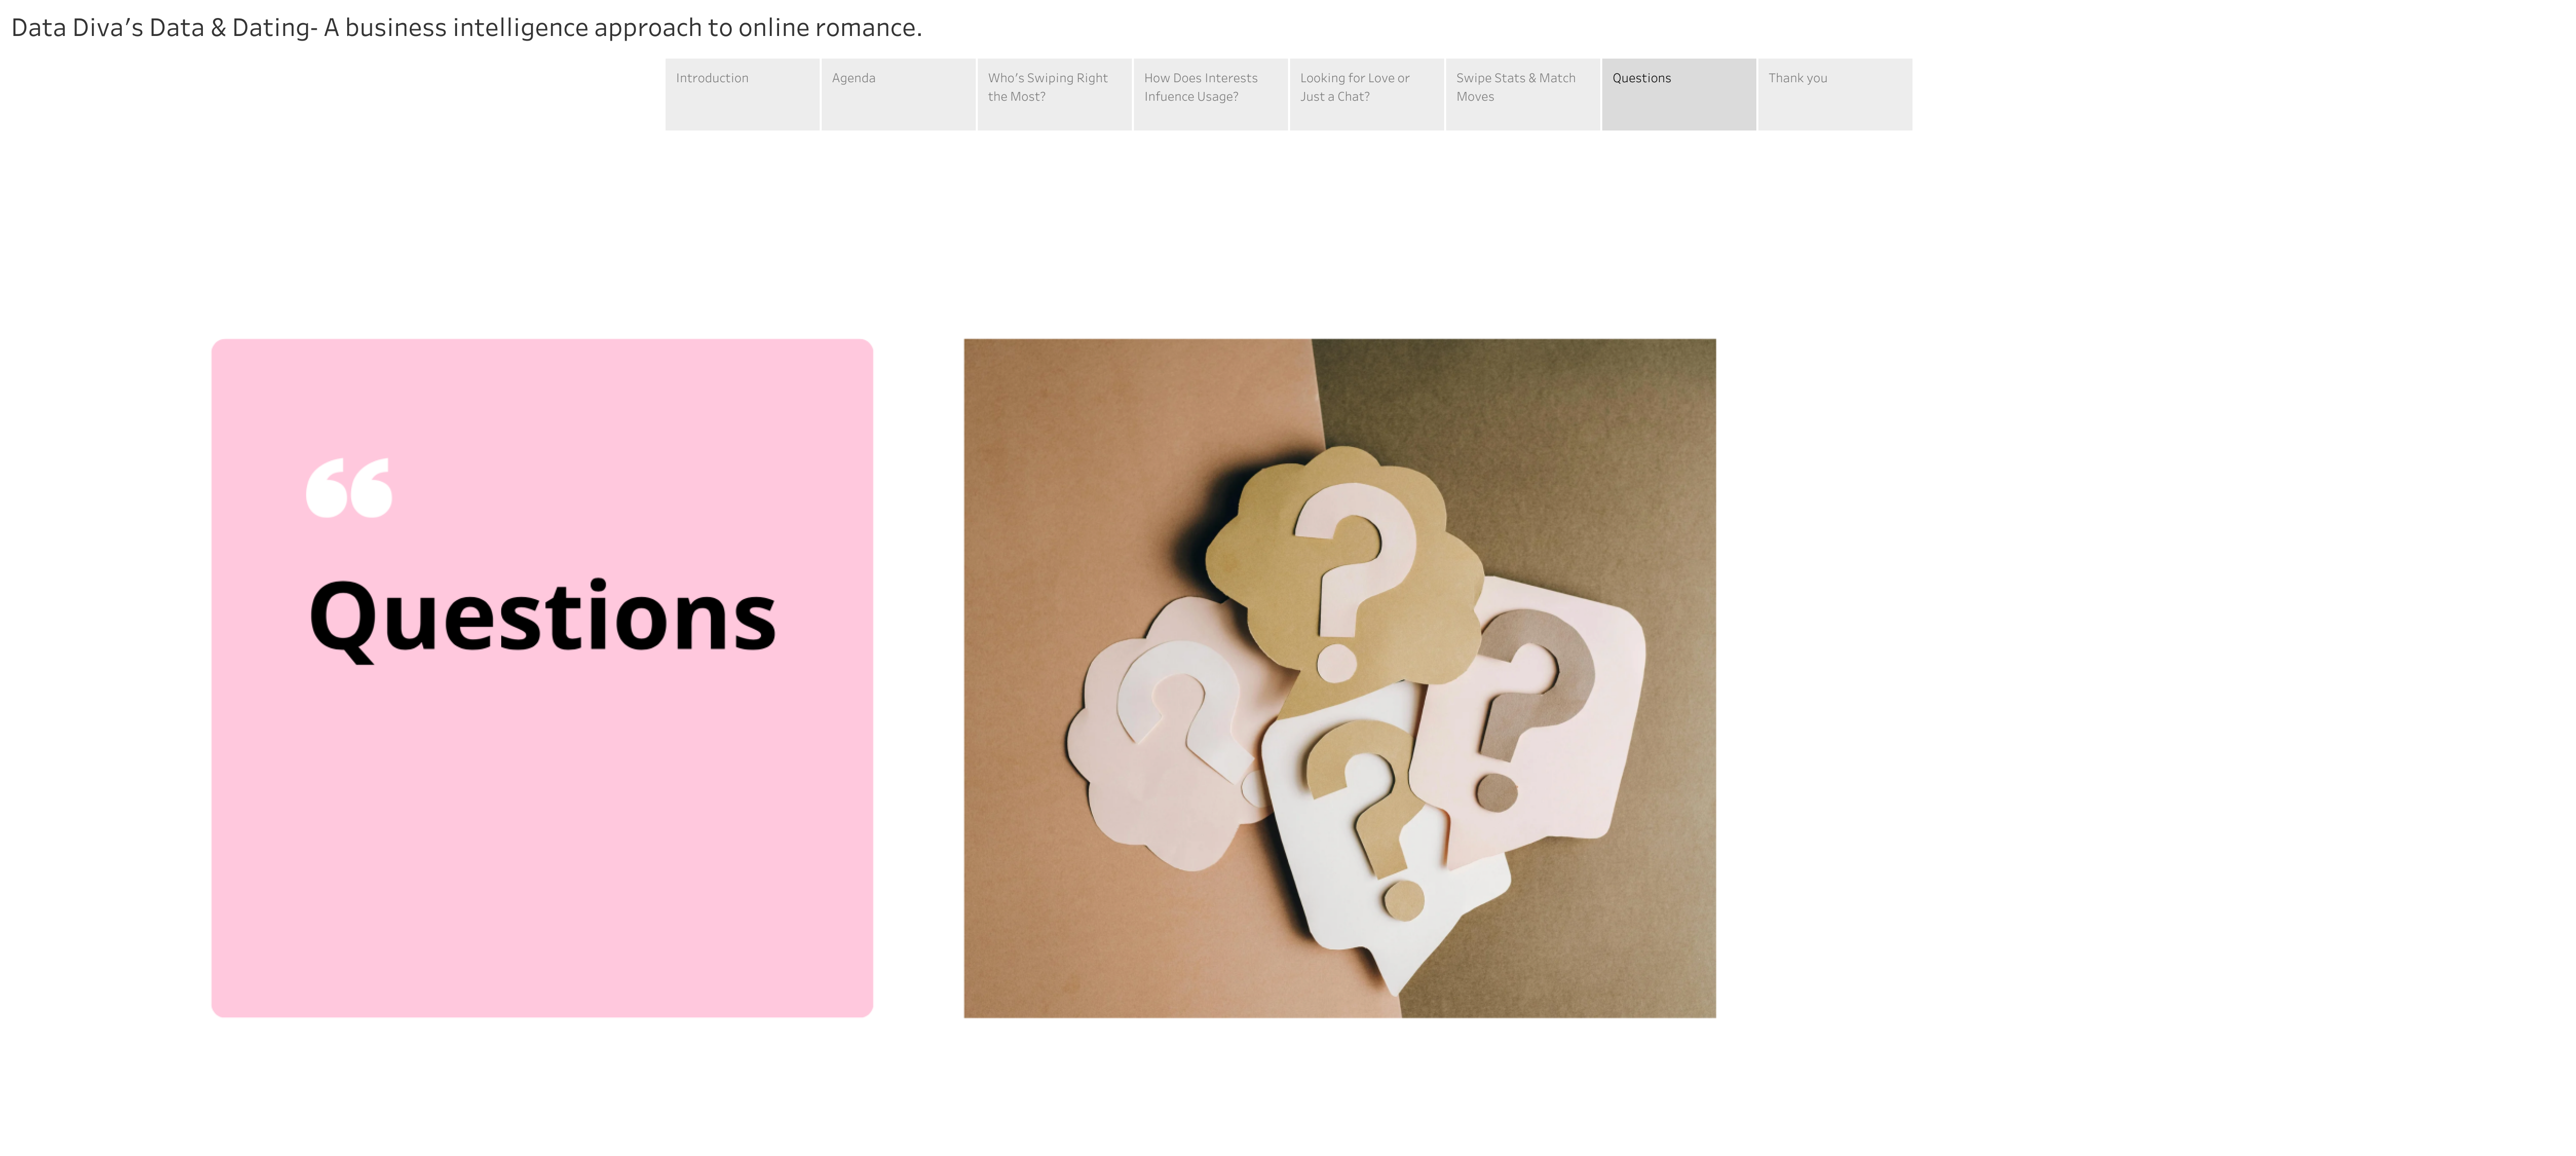 Data Diva's Data & Dating- A business intelligence approach to online romance.
Introduction
Agenda
Who's Swiping Right
the Most?
How Does Interests
Infuence Usage?
Looking for Love or
Just a Chat?
Swipe Stats & Match
Moves
Questions
Thank you
“
Questions
?
?
?
?